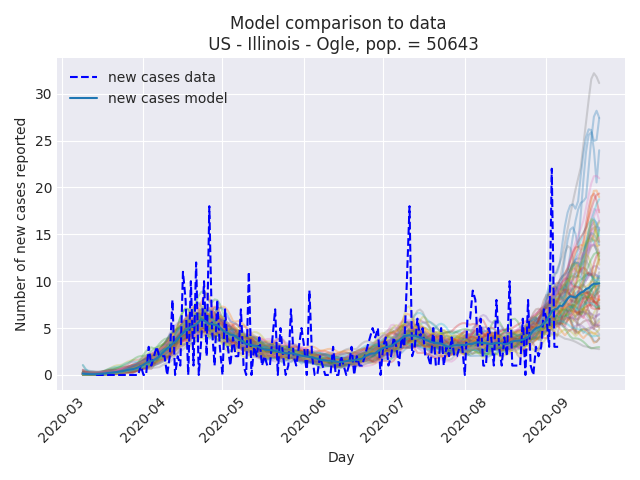 Model comparison to data
US - Illinois - Ogle, pop. = 50643
new cases data
new cases model
Number of new cases reported
30
25
20
15
10
5
0
2020-03
2020-04
2020-05
2020-06
2020-07
2020-08
2020-09
Day